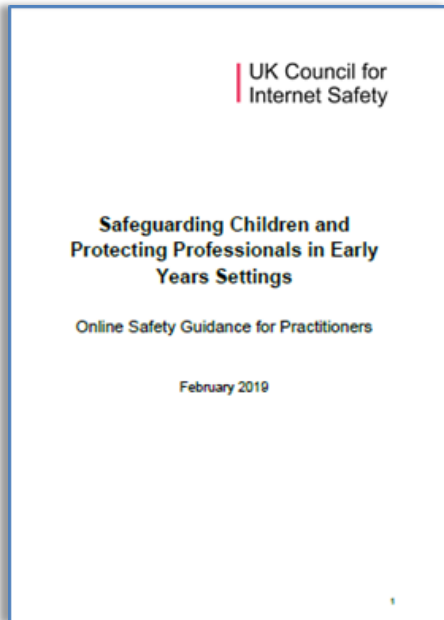 UK Council for
Internet Safety
Safeguarding Children and
Protecting Professionals in Early
Years Settings
Online Safety Guidance for Practitioners
February 2019
1